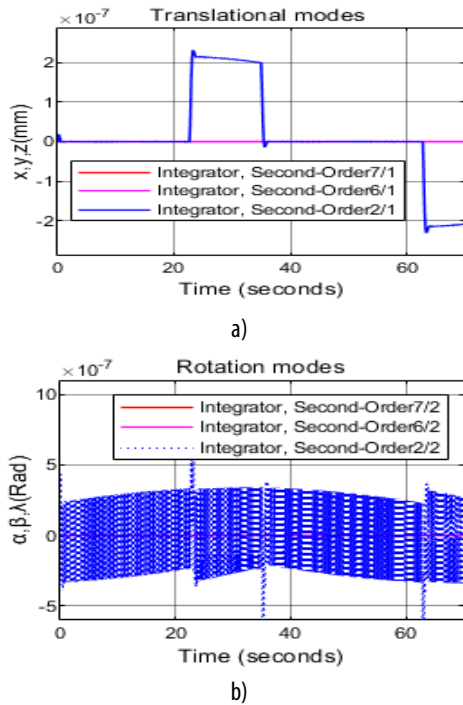 ×10⁻⁷ Translational modes
2
1
0
-1
-2
x,y,z(mm)
Integrator, Second-Order7/1
Integrator, Second-Order6/1
Integrator, Second-Order2/1
0 20 40 60
Time (seconds)
a)
×10⁻⁷ Rotation modes
10
5
0
-5
α,β,λ(Rad)
Integrator, Second-Order7/2
Integrator, Second-Order6/2
Integrator, Second-Order2/2
0 20 40 60
Time (seconds)
b)